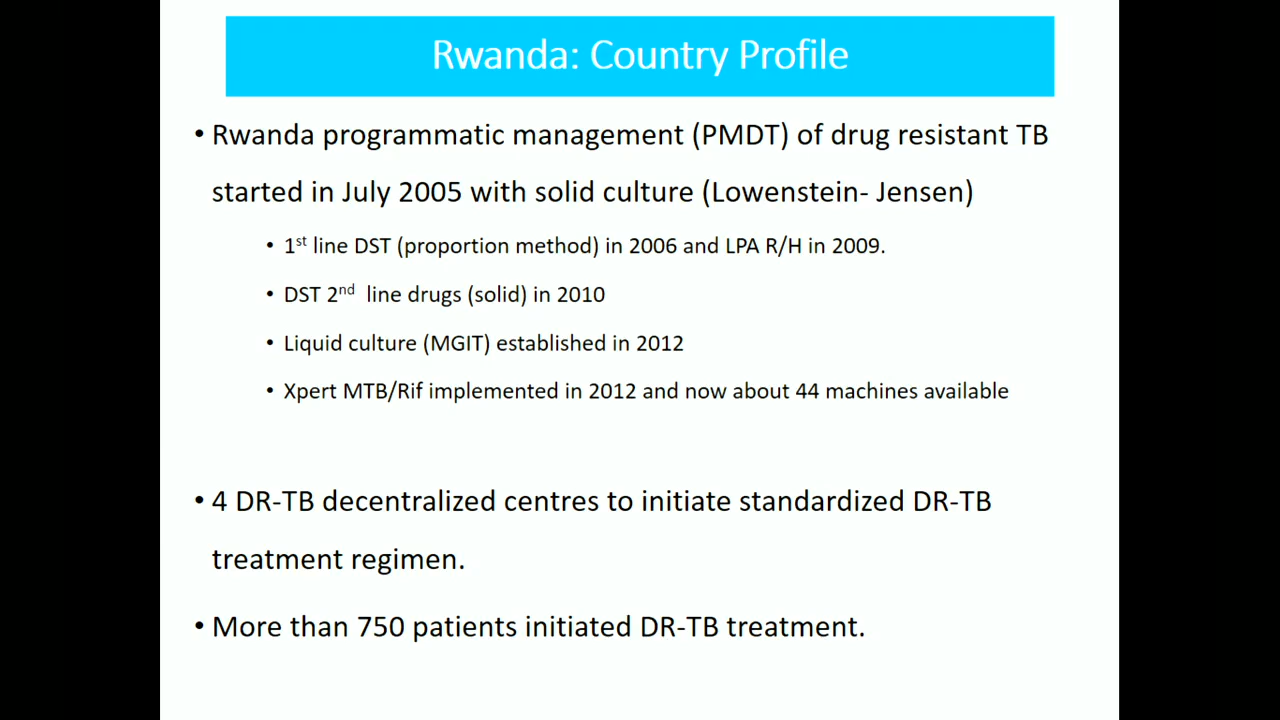 Rwanda: Country Profile
• Rwanda programmatic management (PMDT) of drug resistant TB
started in July 2005 with solid culture (Lowenstein- Jensen)
• 1st line DST (proportion method) in 2006 and LPA R/H in 2009.
• DST 2nd line drugs (solid) in 2010
• Liquid culture (MGIT) established in 2012
• Xpert MTB/Rif implemented in 2012 and now about 44 machines available
• 4 DR-TB decentralized centres to initiate standardized DR-TB
treatment regimen.
• More than 750 patients initiated DR-TB treatment.